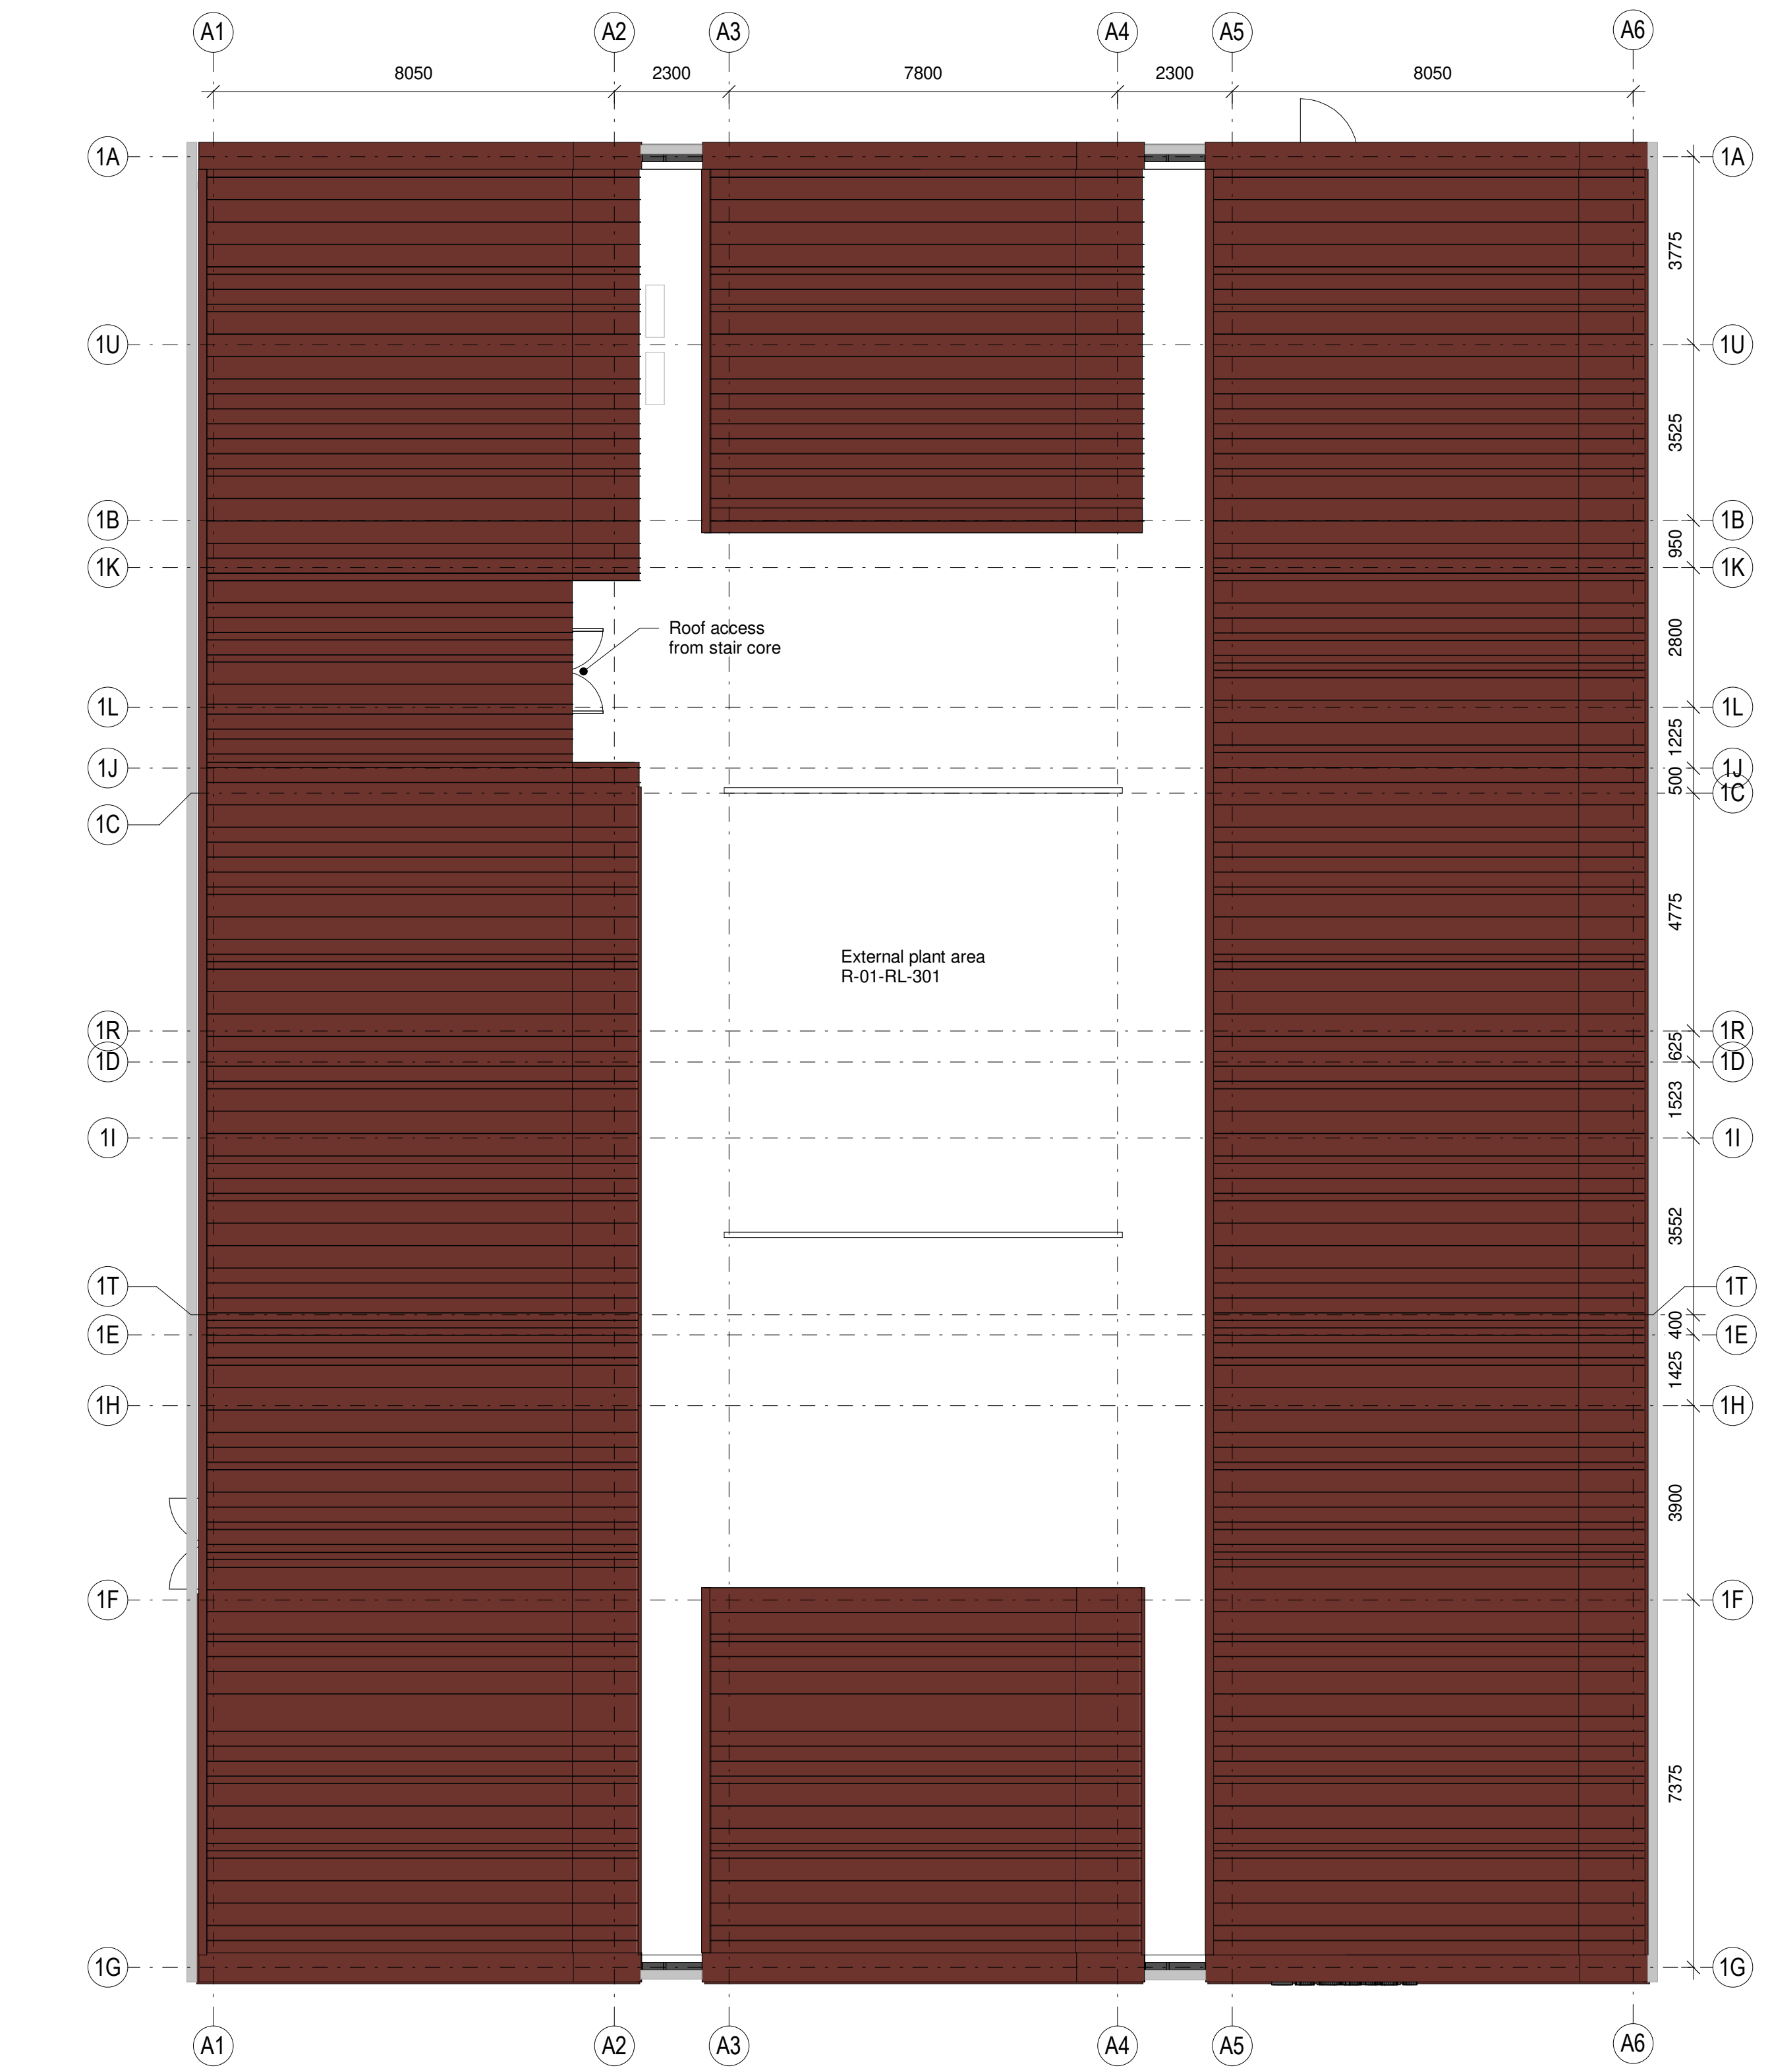 A1 A2 A3 A4 A5 A6
8050 2300 7800 2300 8050
1A 1A
3775
1U 1U
3525
1B 1B
950
1K 1K
2800
Roof access
from stair core
1L 1L
1225
1J 1J
500
1C 1C
4775
External plant area
R-01-RL-301
1R 1R
625
1D 1D
1523
1I 1I
3552
1T 1T
400
1E 1E
1425
1H 1H
3900
1F 1F
7375
1G 1G
A1 A2 A3 A4 A5 A6